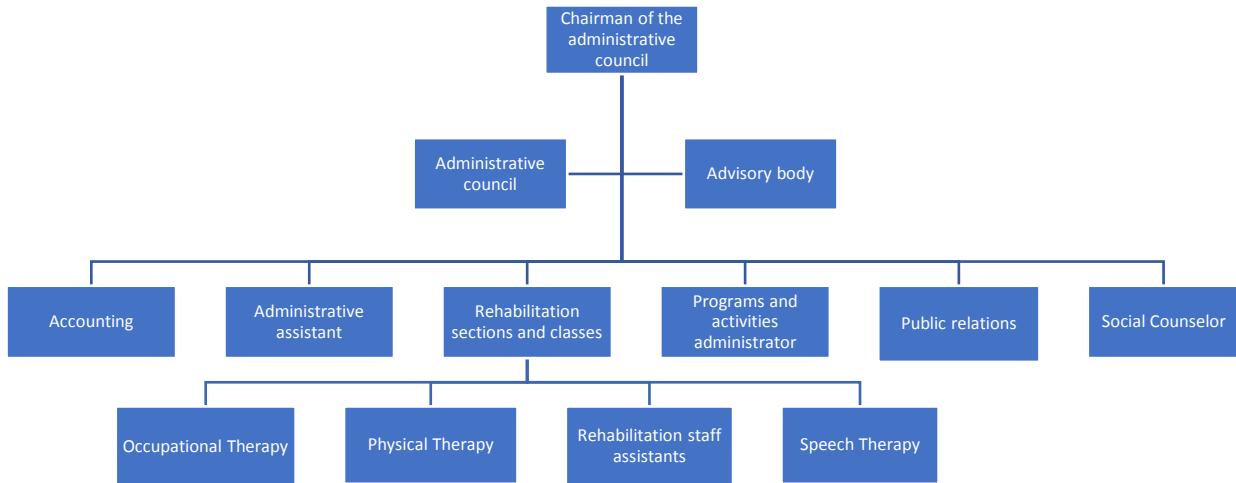 Chairman of the
administrative
council
Administrative
council
Advisory body
Accounting
Administrative
assistant
Rehabilitation
sections and classes
Programs and
activities
administrator
Public relations
Social Counselor
Occupational Therapy
Physical Therapy
Rehabilitation staff
assistants
Speech Therapy